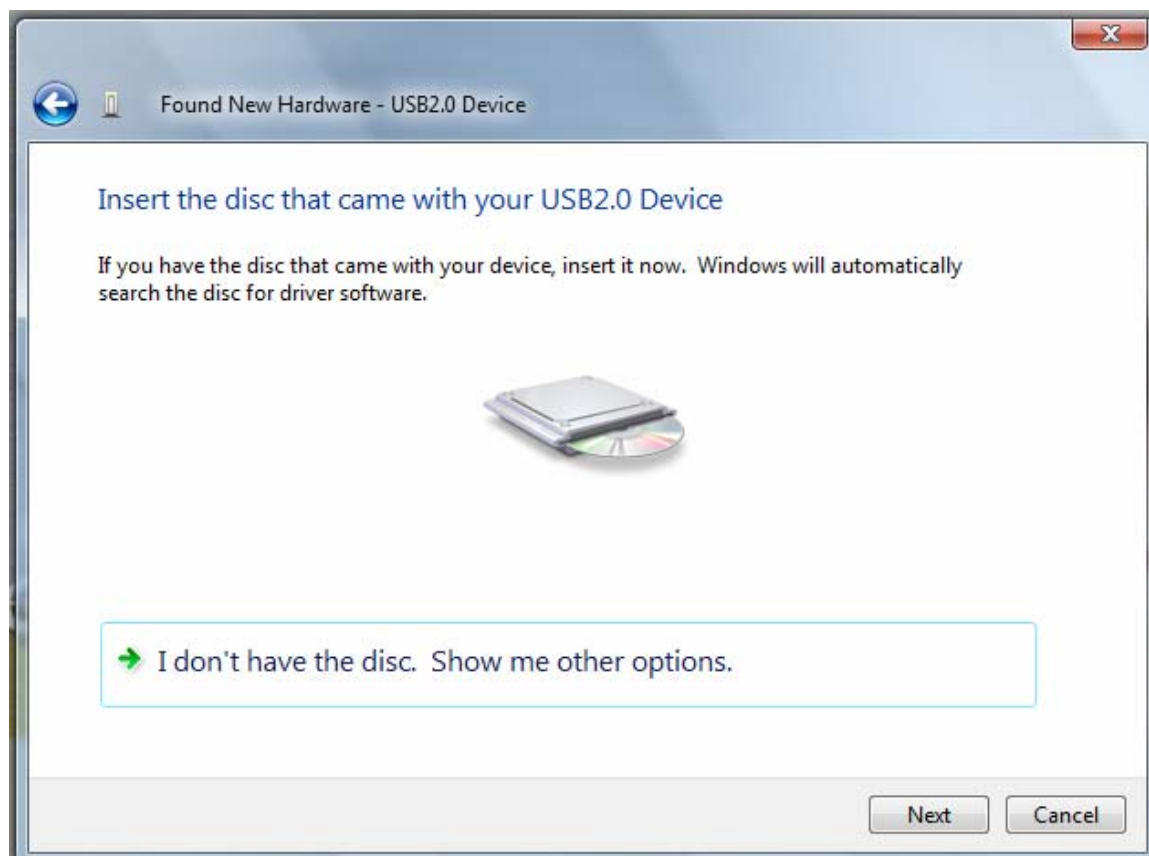 Found New Hardware - USB2.0 Device
Insert the disc that came with your USB2.0 Device
If you have the disc that came with your device, insert it now.  Windows will automatically
search the disc for driver software.
I don't have the disc.  Show me other options.
Next
Cancel